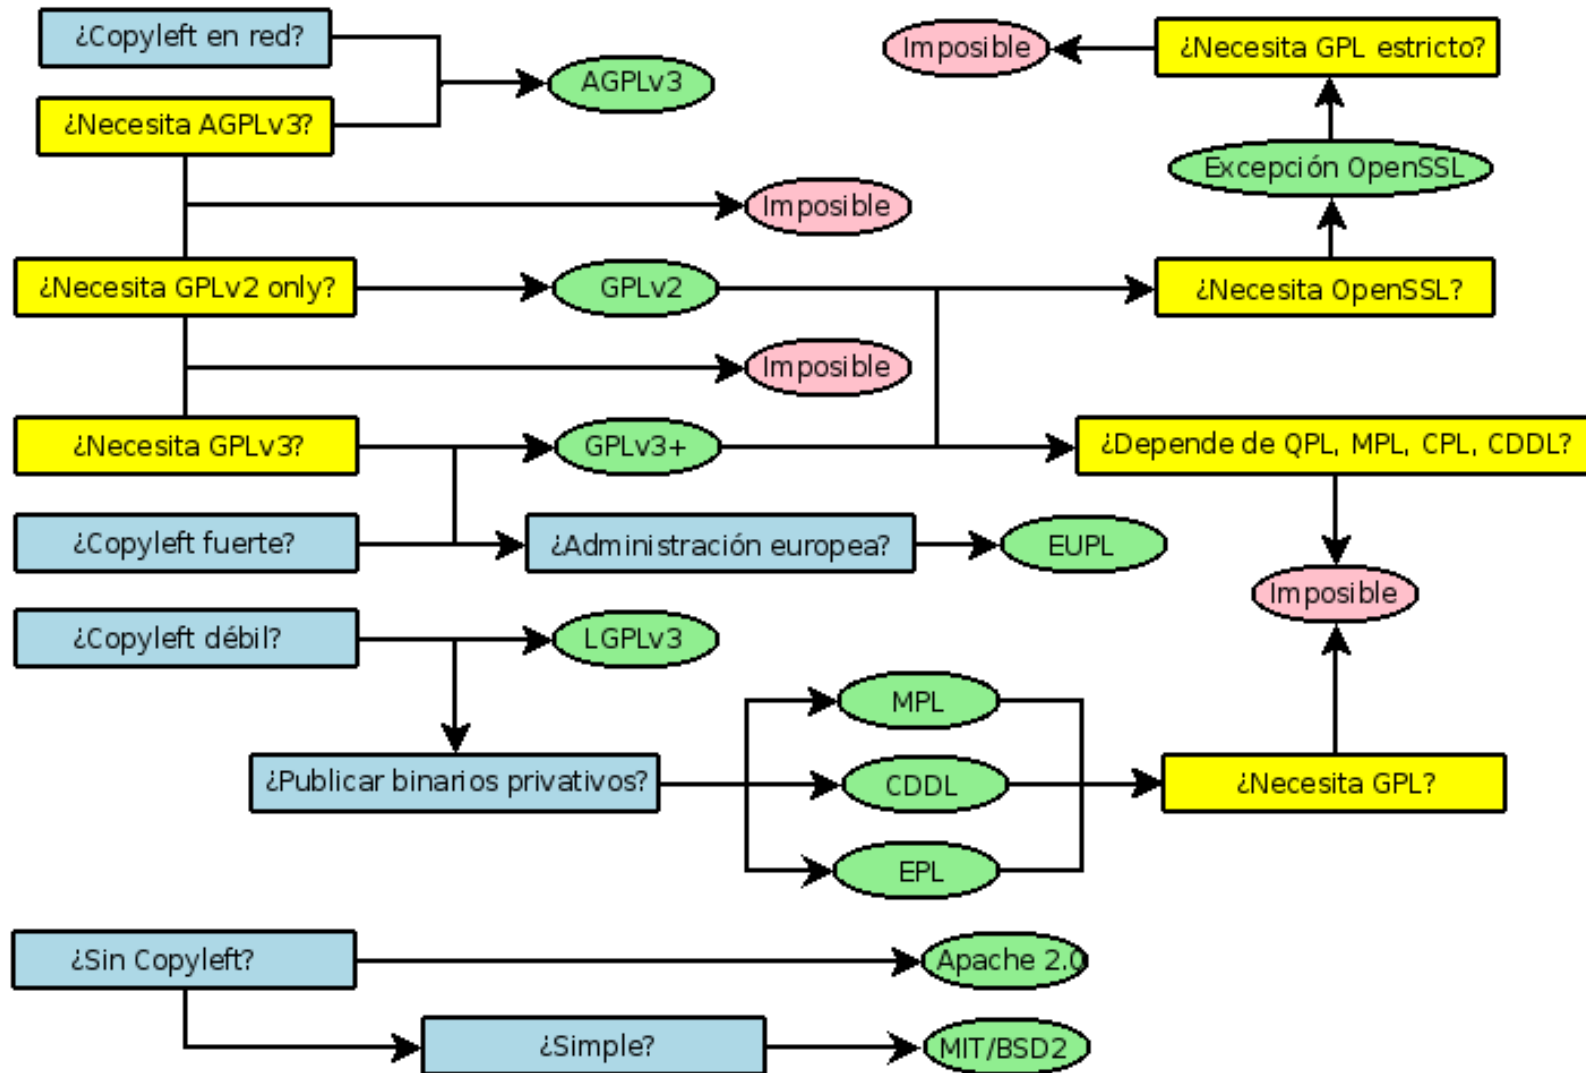 ¿Copyleft en red?
Imposible
¿Necesita GPL estricto?
AGPLv3
¿Necesita AGPLv3?
Excepción OpenSSL
Imposible
¿Necesita GPLv2 only?
GPLv2
¿Necesita OpenSSL?
Imposible
¿Necesita GPLv3?
GPLv3+
¿Depende de QPL, MPL, CPL, CDDL?
¿Copyleft fuerte?
¿Administración europea?
EUPL
Imposible
¿Copyleft débil?
LGPLv3
MPL
¿Publicar binarios privativos?
CDDL
¿Necesita GPL?
EPL
¿Sin Copyleft?
Apache 2.0
¿Simple?
MIT/BSD2